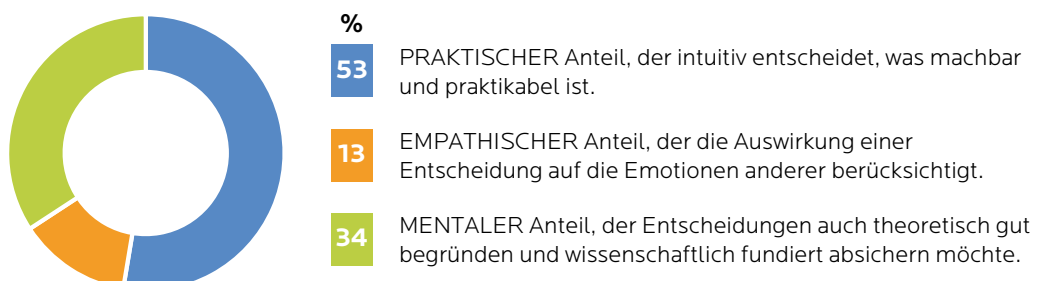 %
53
PRAKTISCHER Anteil, der intuitiv entscheidet, was machbar
und praktikabel ist.
13
EMPATHISCHER Anteil, der die Auswirkung einer
Entscheidung auf die Emotionen anderer berücksichtigt.
34
MENTALER Anteil, der Entscheidungen auch theoretisch gut
begründen und wissenschaftlich fundiert absichern möchte.